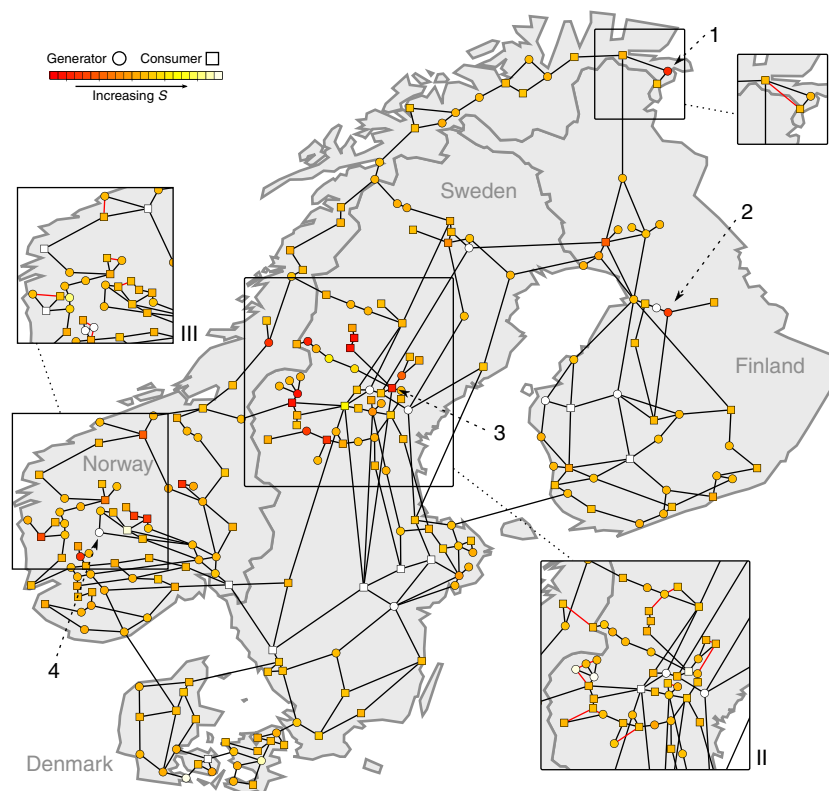 1
Generator Consumer
Increasing S
Sweden
2
III
Finland
3
Norway
4
II
Denmark